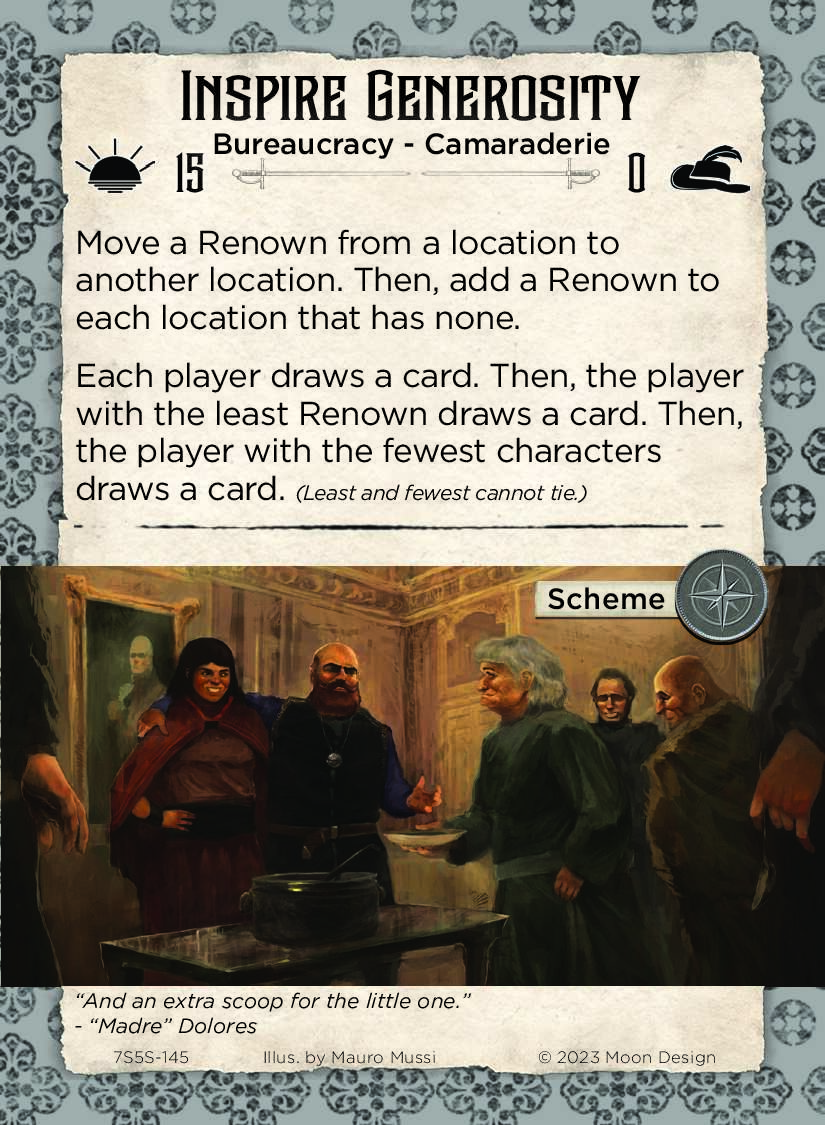 Inspire Generosity
Bureaucracy - Camaraderie
15
0
Move a Renown from a location to
another location. Then, add a Renown to
each location that has none.
Each player draws a card. Then, the player
with the least Renown draws a card. Then,
the player with the fewest characters
draws a card. (Least and fewest cannot tie.)
Scheme
“And an extra scoop for the little one.”
- “Madre” Dolores
7S5S-145 Illus. by Mauro Mussi © 2023 Moon Design